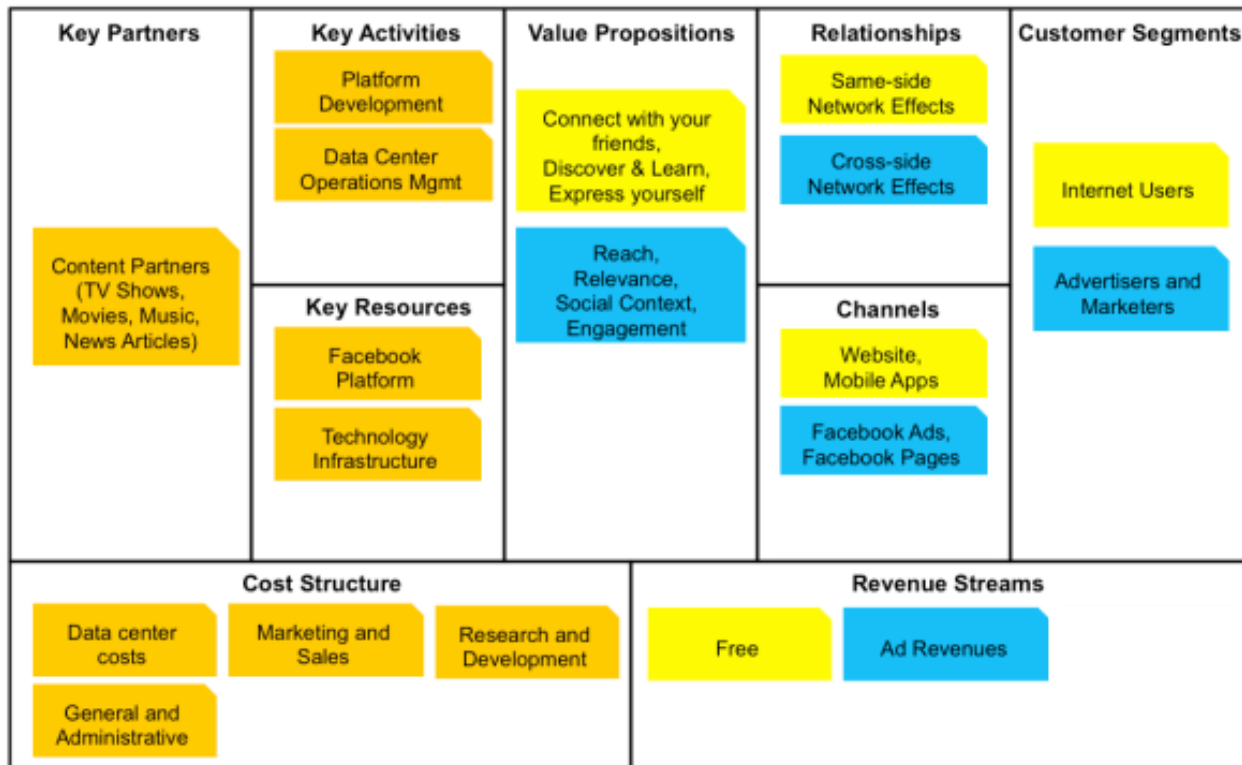 Key Partners
Content Partners
(TV Shows,
Movies, Music,
News Articles)
Key Activities
Platform
Development
Data Center
Operations Mgmt
Key Resources
Facebook
Platform
Technology
Infrastructure
Value Propositions
Connect with your
friends,
Discover & Learn,
Express yourself
Reach,
Relevance,
Social Context,
Engagement
Relationships
Same-side
Network Effects
Cross-side
Network Effects
Channels
Website,
Mobile Apps
Facebook Ads,
Facebook Pages
Customer Segments
Internet Users
Advertisers and
Marketers
Cost Structure
Data center
costs
Marketing and
Sales
Research and
Development
General and
Administrative
Revenue Streams
Free
Ad Revenues